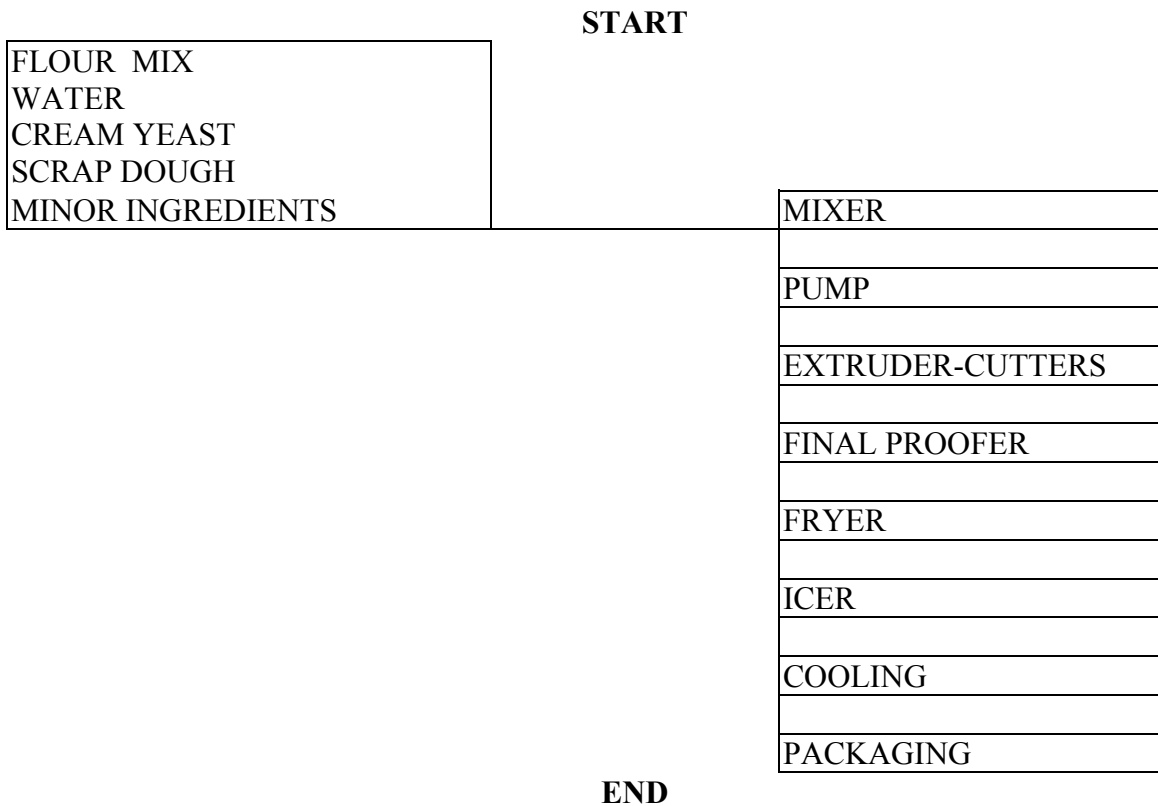 START
FLOUR  MIX
WATER
CREAM YEAST
SCRAP DOUGH
MINOR INGREDIENTS
MIXER
PUMP
EXTRUDER-CUTTERS
FINAL PROOFER
FRYER
ICER
COOLING
PACKAGING
END